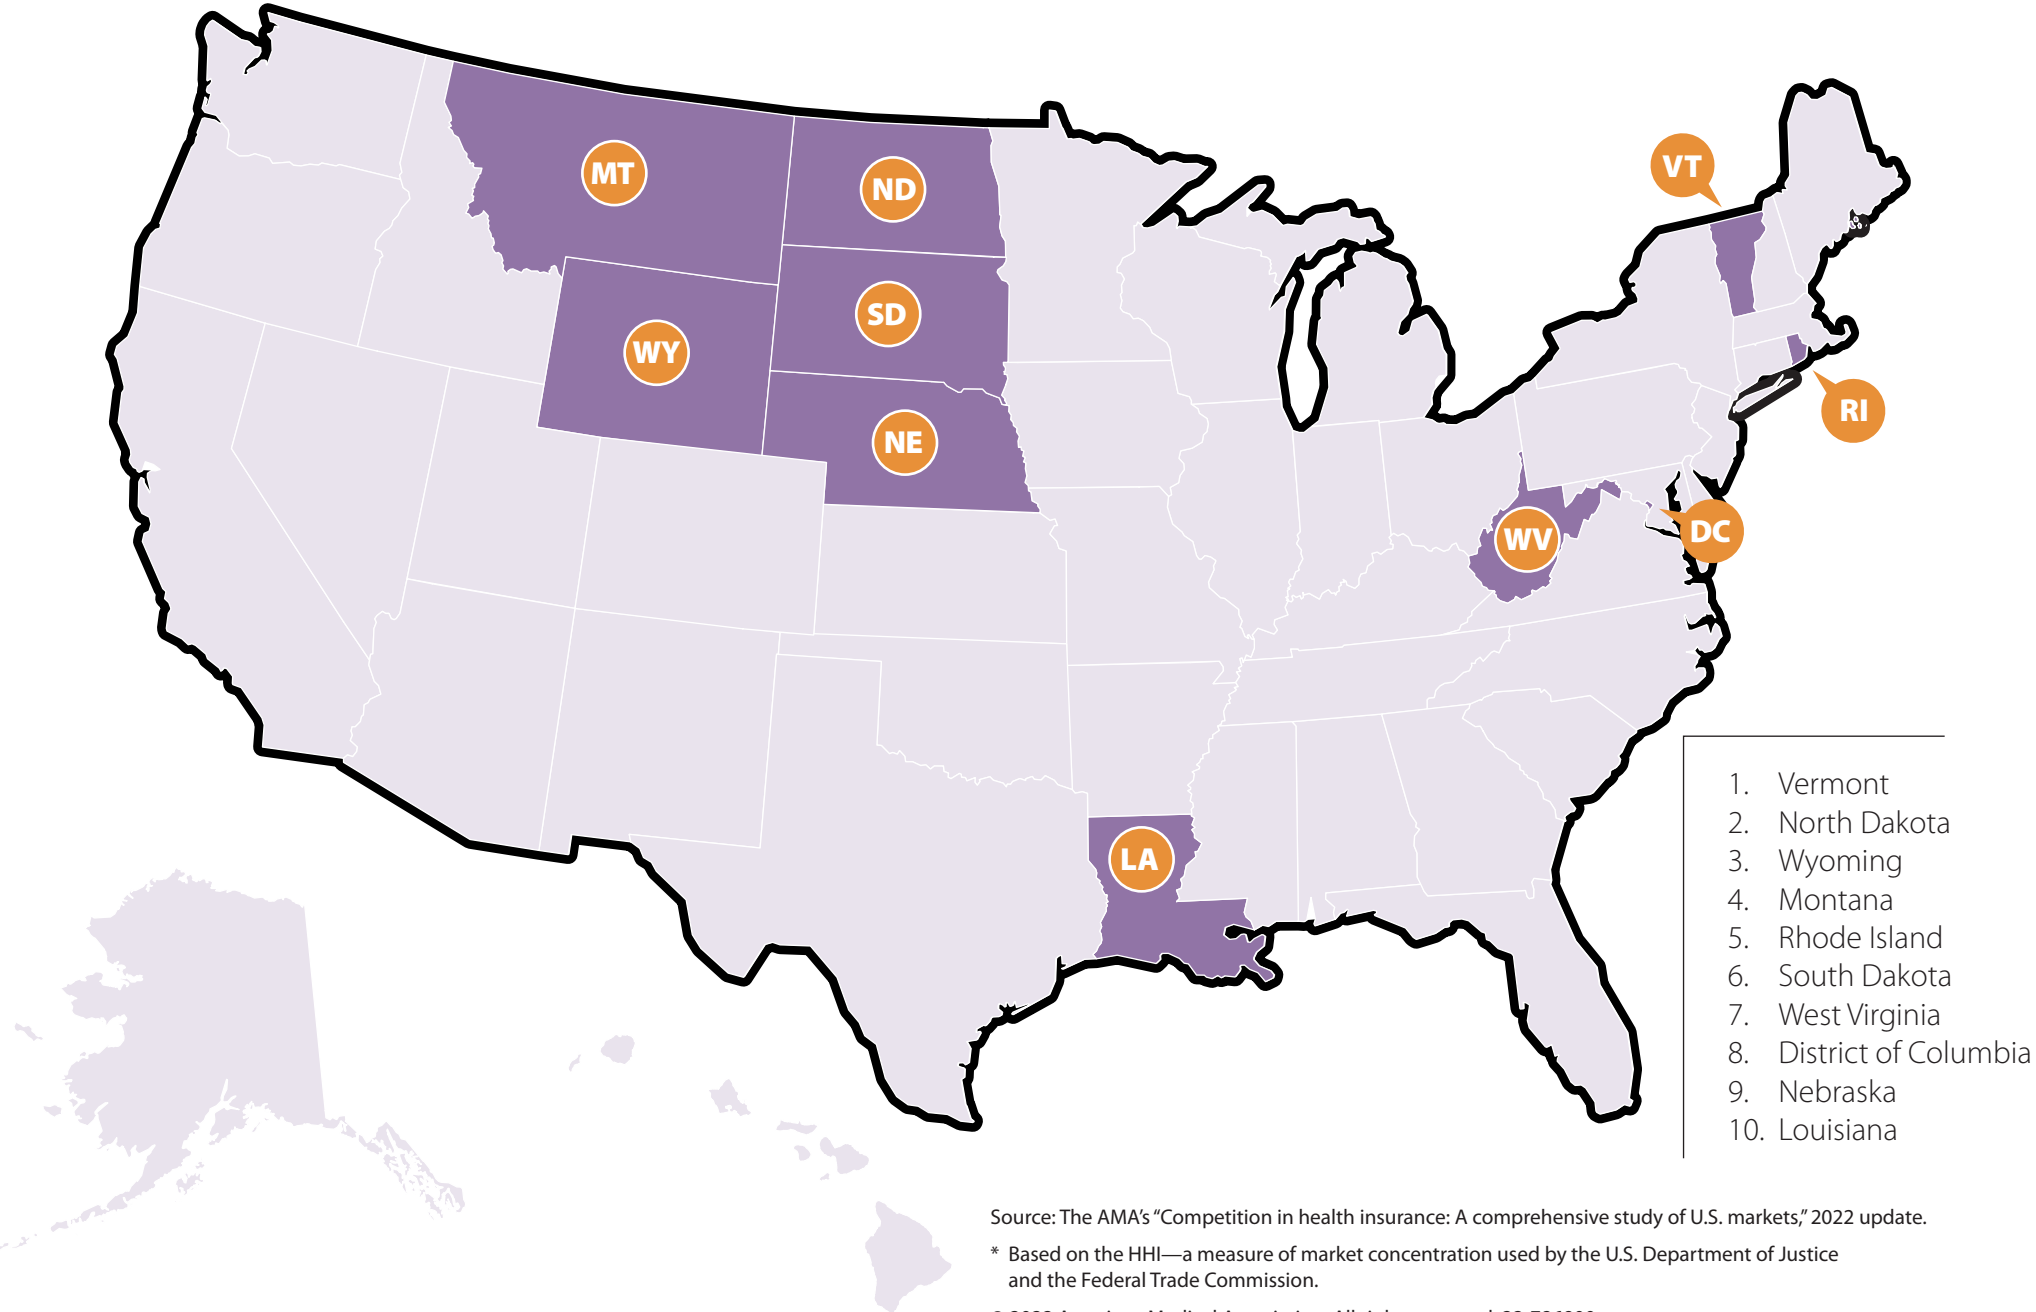 VT
MT
ND
SD
WY
RI
NE
DC
WV
1. Vermont
2. North Dakota
3. Wyoming
4. Montana
LA
5. Rhode Island
6. South Dakota
7. West Virginia
8. District of Columbia
9. Nebraska
10. Louisiana
Source: The AMA's “Competition in health insurance: A comprehensive study of U.S. markets,” 2022 update.
* Based on the HHI—a measure of market concentration used by the U.S. Department of Justice
and the Federal Trade Commission.